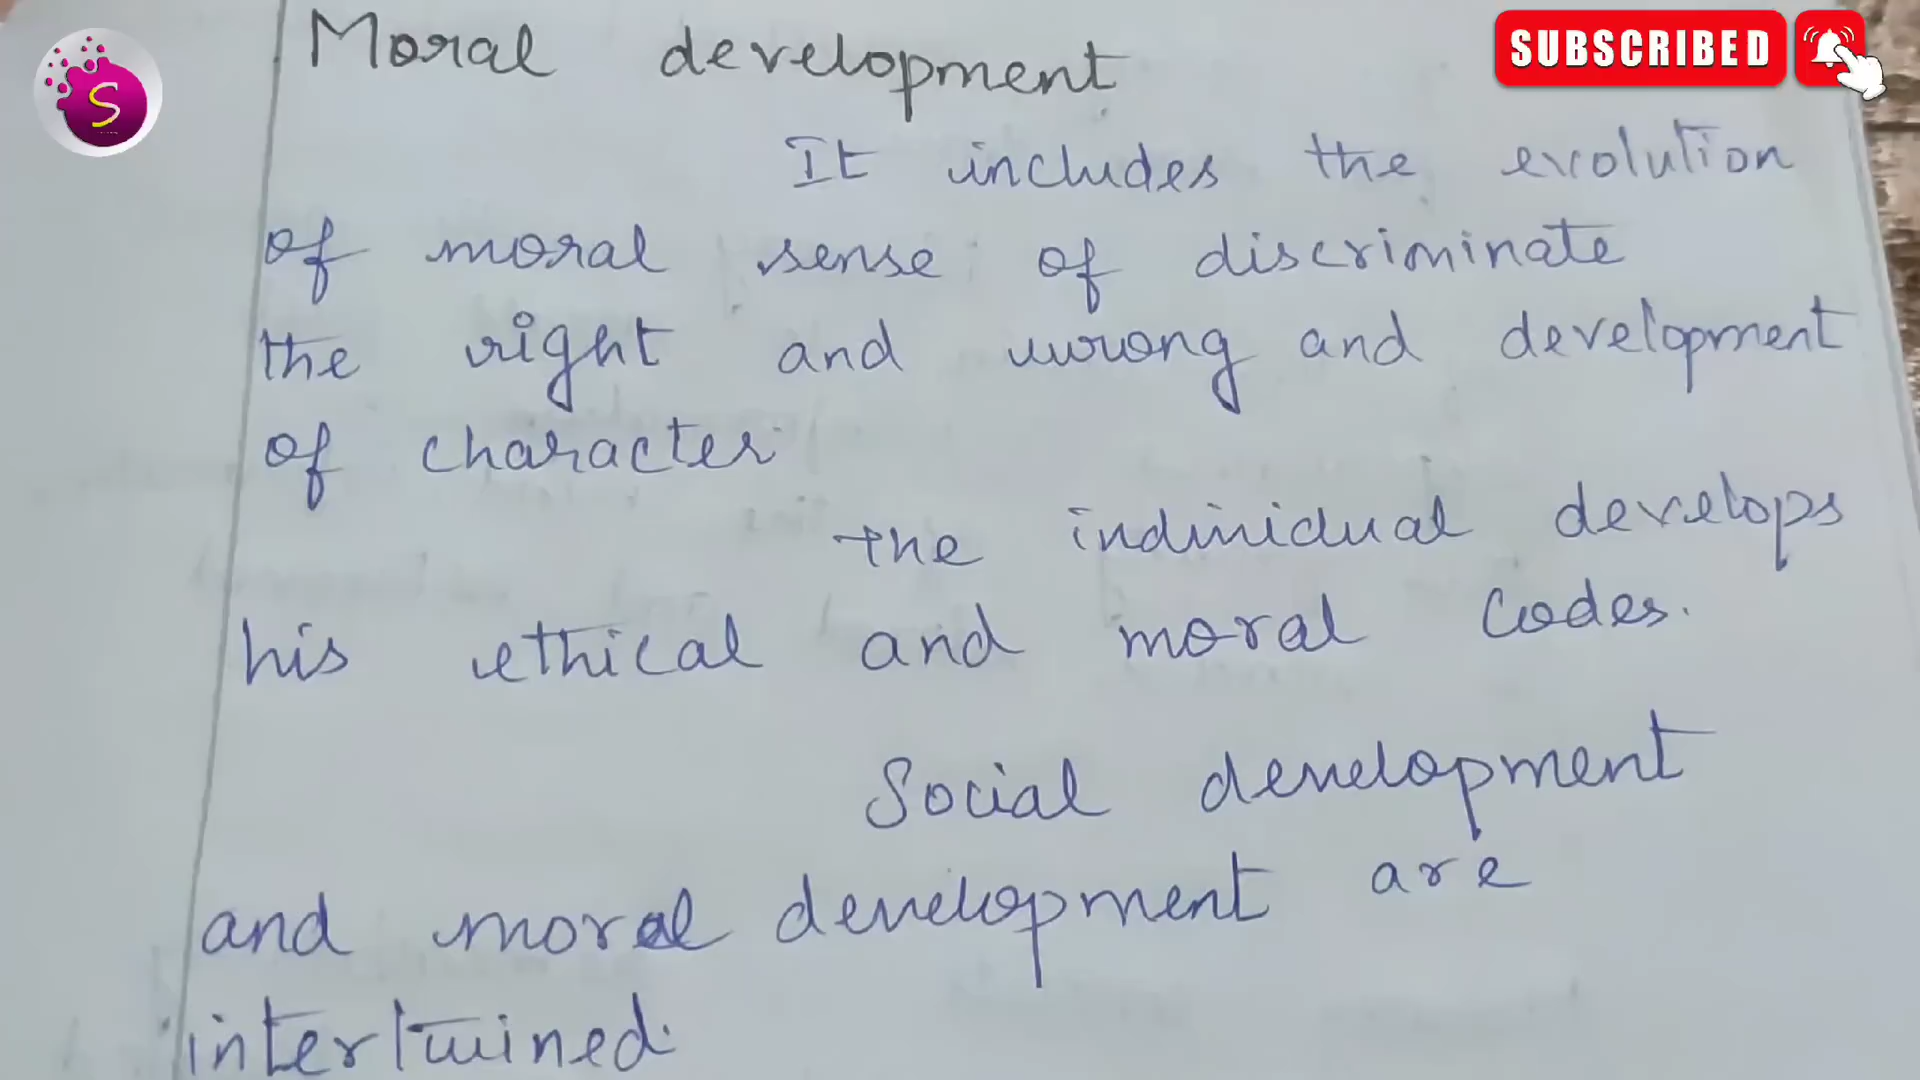 Moral development
SUBSCRIBED
S
It includes the evolution
of moral sense of discriminate
the right and wrong and development
of character.
the individual develops
his ethical and moral codes.
Social development
and moral development are
intertwined.